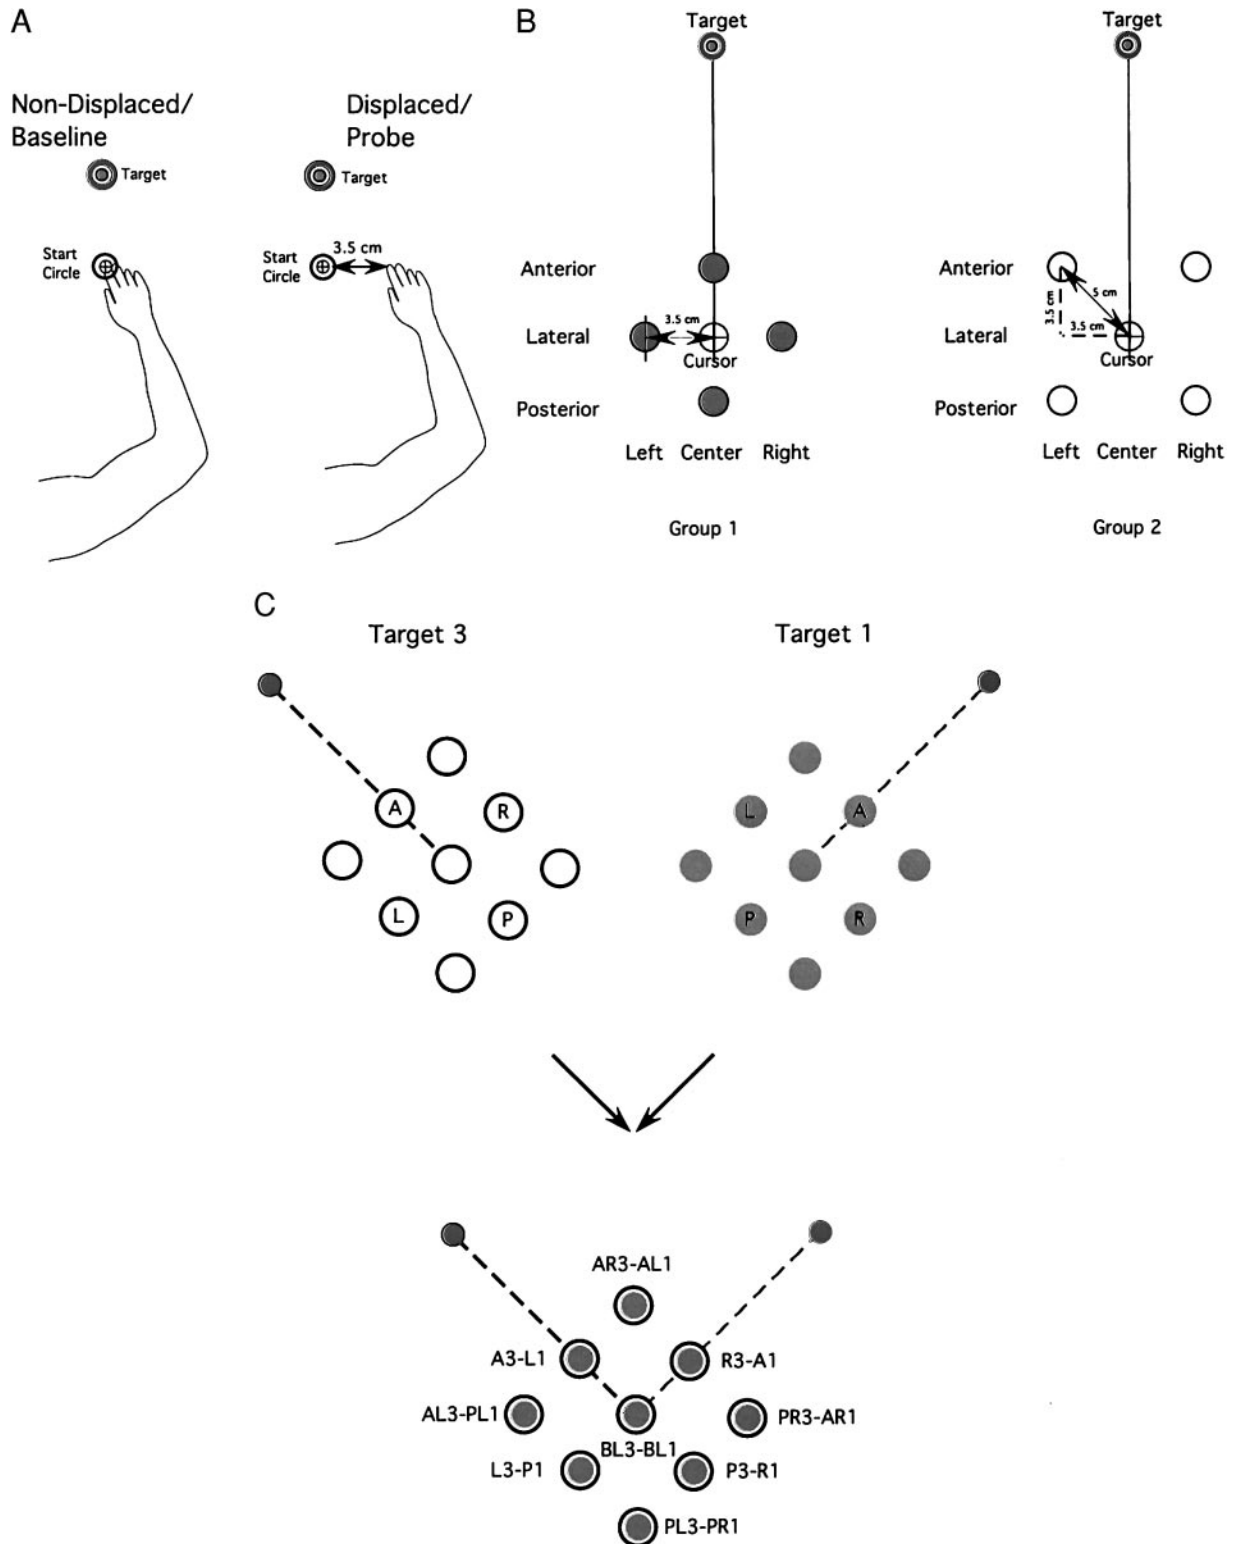 A
B
Non-Displaced/
Baseline
Displaced/
Probe
Target
Target
Start
Circle
Start
Circle
3.5 cm
Target
Target
Anterior
Lateral
Posterior
3.5 cm
Cursor
Left Center Right
Group 1
Anterior
Lateral
Posterior
5 cm
3.5 cm
3.5 cm
Cursor
Left Center Right
Group 2
C
Target 3
Target 1
A
R
L
P
L
A
P
R
AR3-AL1
A3-L1
R3-A1
AL3-PL1
PR3-AR1
BL3-BL1
L3-P1
P3-R1
PL3-PR1